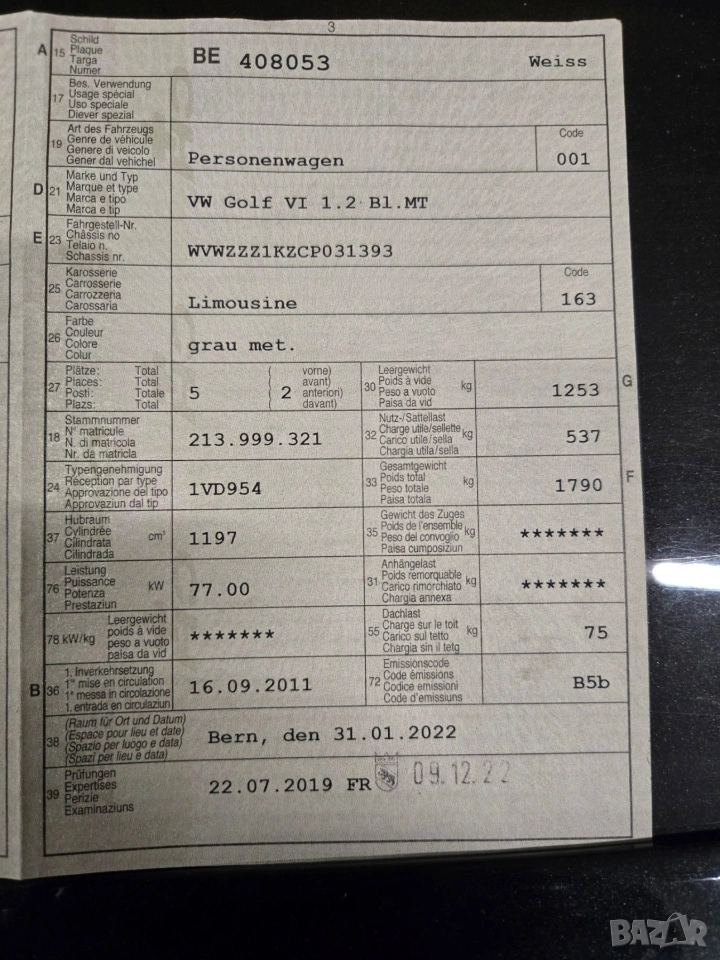 3
A 15 Schild
Plaque
Targa
Numer
BE 408053 Weiss
17 Bes. Verwendung
Usage spécial
Uso speciale
Diever spezial
19 Art des Fahrzeugs
Genre de véhicule
Genere di veicolo
Gener dal vehichel
Personenwagen
Code
001
D 21 Marke und Typ
Marque et type
Marca e tipo
Marca e tip
VW Golf VI 1.2 Bl.MT
E 23 Fahrgestell-Nr.
Châssis no
Telaio n.
Schassis nr.
WVWZZZ1KZCP031393
25 Karosserie
Carrosserie
Carrozzeria
Carossaria
Limousine
Code
163
26 Farbe
Couleur
Colore
Colur
grau met.
27 Plätze: Total
Places: Total
Posti: Totale
Plazs: Total
5
( vorne)
( avant)
( anteriori)
( davant)
2
30 Leergewicht
Poids à vide
Peso a vuoto
Paisa da vid
kg
1253
G
18 Stammnummer
N° matricule
N. di matricola
Nr. da matricla
213.999.321
32 Nutz-/Sattellast
Charge utile/sellette
Carico utile/sella
Chargia utila/sella
kg
537
24 Typengenehmigung
Réception par type
Approvazione del tipo
Approvaziun dal tip
1VD954
33 Gesamtgewicht
Poids total
Peso totale
Paisa totala
kg
1790
F
37 Hubraum
Cylindrée
Cilindrata
Cilindrada
cm³
1197
35 Gewicht des Zuges
Poids de l'ensemble
Peso del convoglio
Paisa cumposiziun
kg
*******
76 Leistung
Puissance
Potenza
Prestaziun
kW
77.00
31 Anhängelast
Poids remorquable
Carico rimorchiato
Chargia annexa
kg
*******
78 kW/kg Leergewicht
poids à vide
peso a vuoto
paisa da vid
*******
55 Dachlast
Charge sur le toit
Carico sul tetto
Chargia sin il tetg
kg
75
B 36 1. Inverkehrsetzung
1re mise en circulation
1a messa in circolazione
1. entrada en circulaziun
16.09.2011
72 Emissionscode
Code émissions
Codice emissioni
Code d'emissiuns
B5b
38 (Raum für Ort und Datum)
(Espace pour lieu et date)
(Spazio per luogo e data)
(Spazi per lieu e data)
Bern, den 31.01.2022
39 Prüfungen
Expertises
Perizie
Examinaziuns
22.07.2019 FR 09.12.22
BAZAR